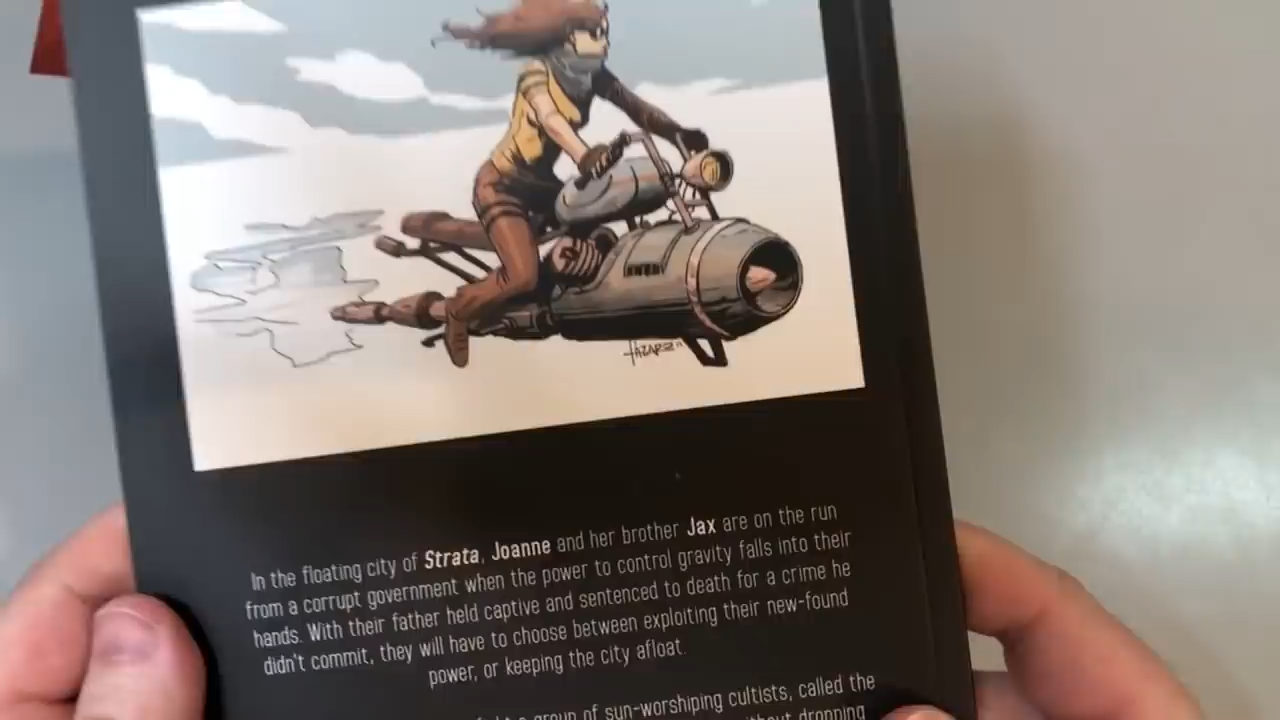 In the floating city of Strata, Joanne and her brother Jax are on the run
from a corrupt government when the power to control gravity falls into their
hands. With their father held captive and sentenced to death for a crime he
didn't commit, they will have to choose between exploiting their new-found
power, or keeping the city afloat.
group of sun-worshiping cultists, called the
without dropping